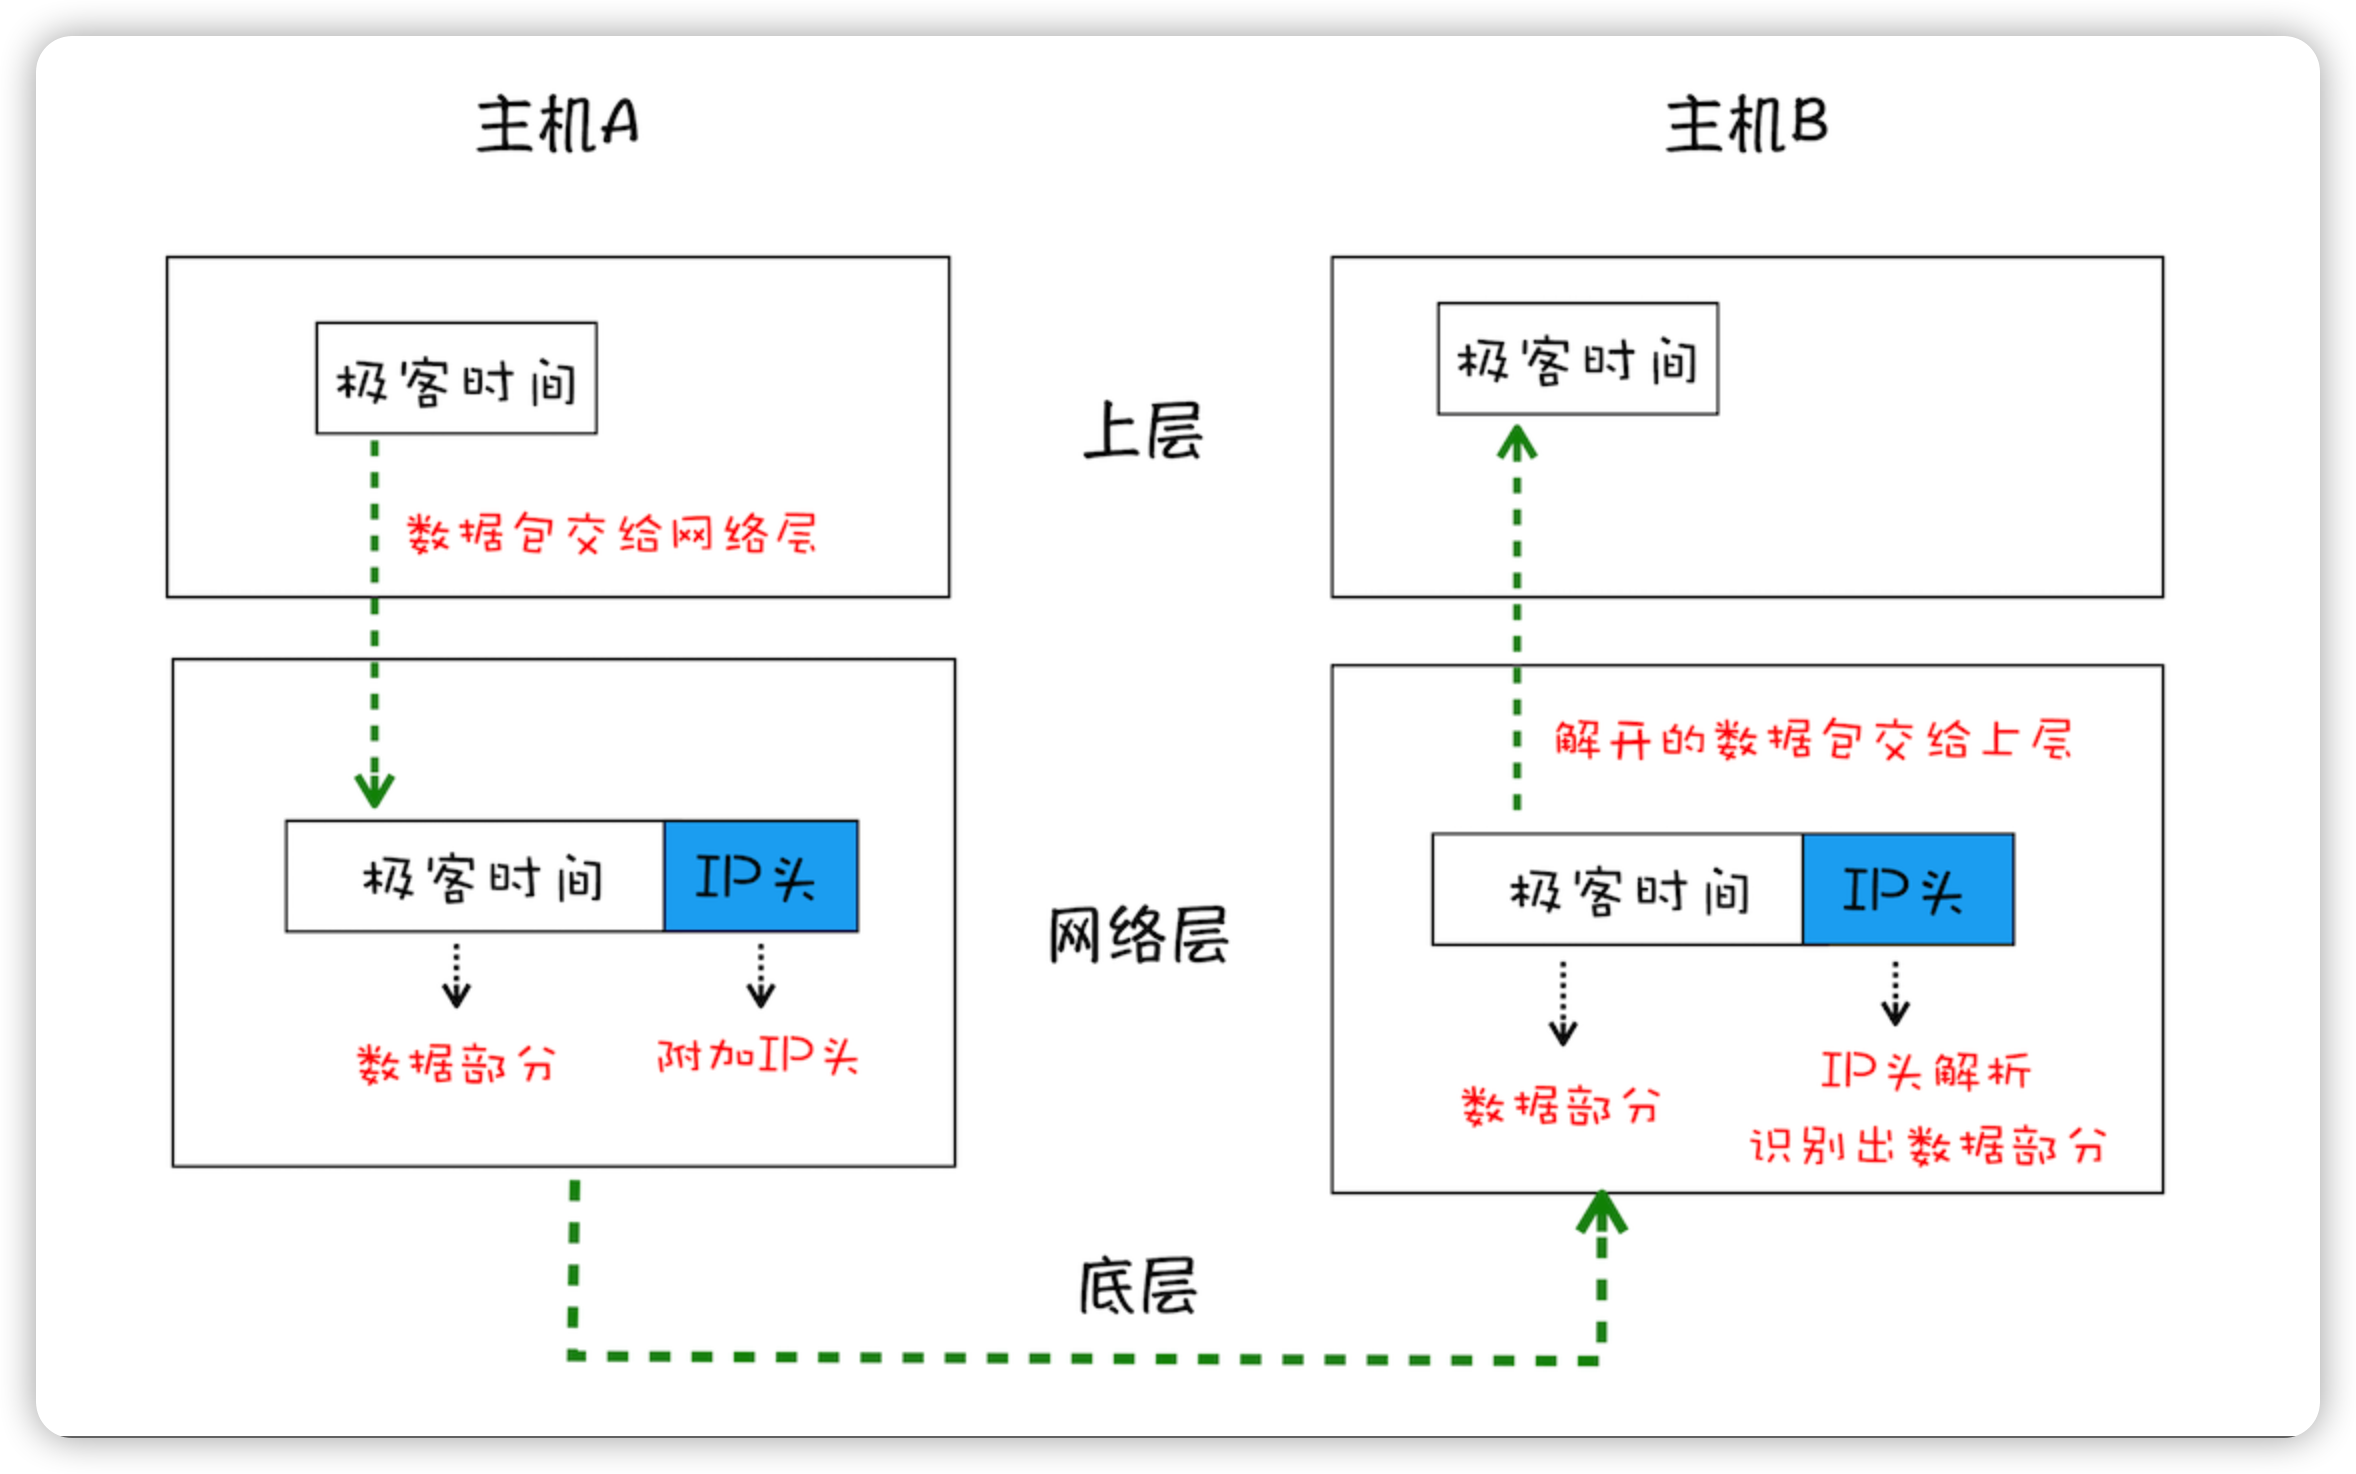 主机A
主机B
极客时间
数据包交给网络层
上层
极客时间
极客时间
IP头
数据部分
附加IP头
网络层
解开的数据包交给上层
极客时间
IP头
数据部分
IP头解析
识别出数据部分
底层